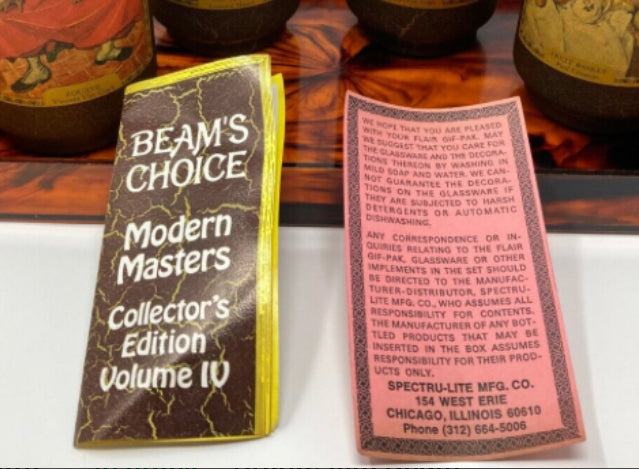 BEAM'S
CHOICE
Modern
Masters
Collector's
Edition
Volume IV
WE HOPE THAT YOU ARE PLEASED
WITH YOUR FLAIR GIF-PAK. MAY
WE SUGGEST THAT YOU CARE FOR
THE GLASSWARE AND THE DECORA-
TIONS THEREON BY WASHING IN
MILD SOAP AND WATER. WE CAN-
NOT GUARANTEE THE DECORA-
TIONS ON THE GLASSWARE IF
THEY ARE SUBJECTED TO HARSH
DETERGENTS OR AUTOMATIC
DISHWASHING.
ANY CORRESPONDENCE OR IN-
QUIRIES RELATING TO THE FLAIR
GIF-PAK, GLASSWARE OR OTHER
IMPLEMENTS IN THE SET SHOULD
BE DIRECTED TO THE MANUFAC-
TURER-DISTRIBUTOR, SPECTRU-
LITE MFG. CO., WHO ASSUMES ALL
RESPONSIBILITY FOR CONTENTS.
THE MANUFACTURER OF ANY BOT-
TLED PRODUCTS THAT MAY BE
INSERTED IN THE BOX ASSUMES
RESPONSIBILITY FOR THEIR PROD-
UCTS ONLY.
SPECTRU-LITE MFG. CO.
154 WEST ERIE
CHICAGO, ILLINOIS 60610
Phone (312) 664-5006
FRUIT BASKET